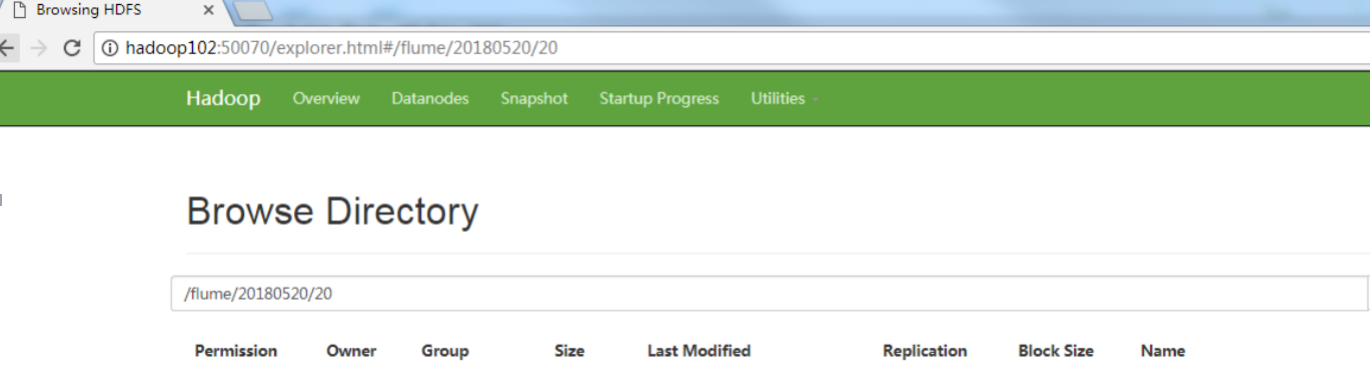 Browsing HDFS
hadoop102:50070/explorer.html#/flume/20180520/20
Hadoop Overview Datanodes Snapshot Startup Progress Utilities
Browse Directory
/flume/20180520/20
Permission Owner Group Size Last Modified Replication Block Size Name